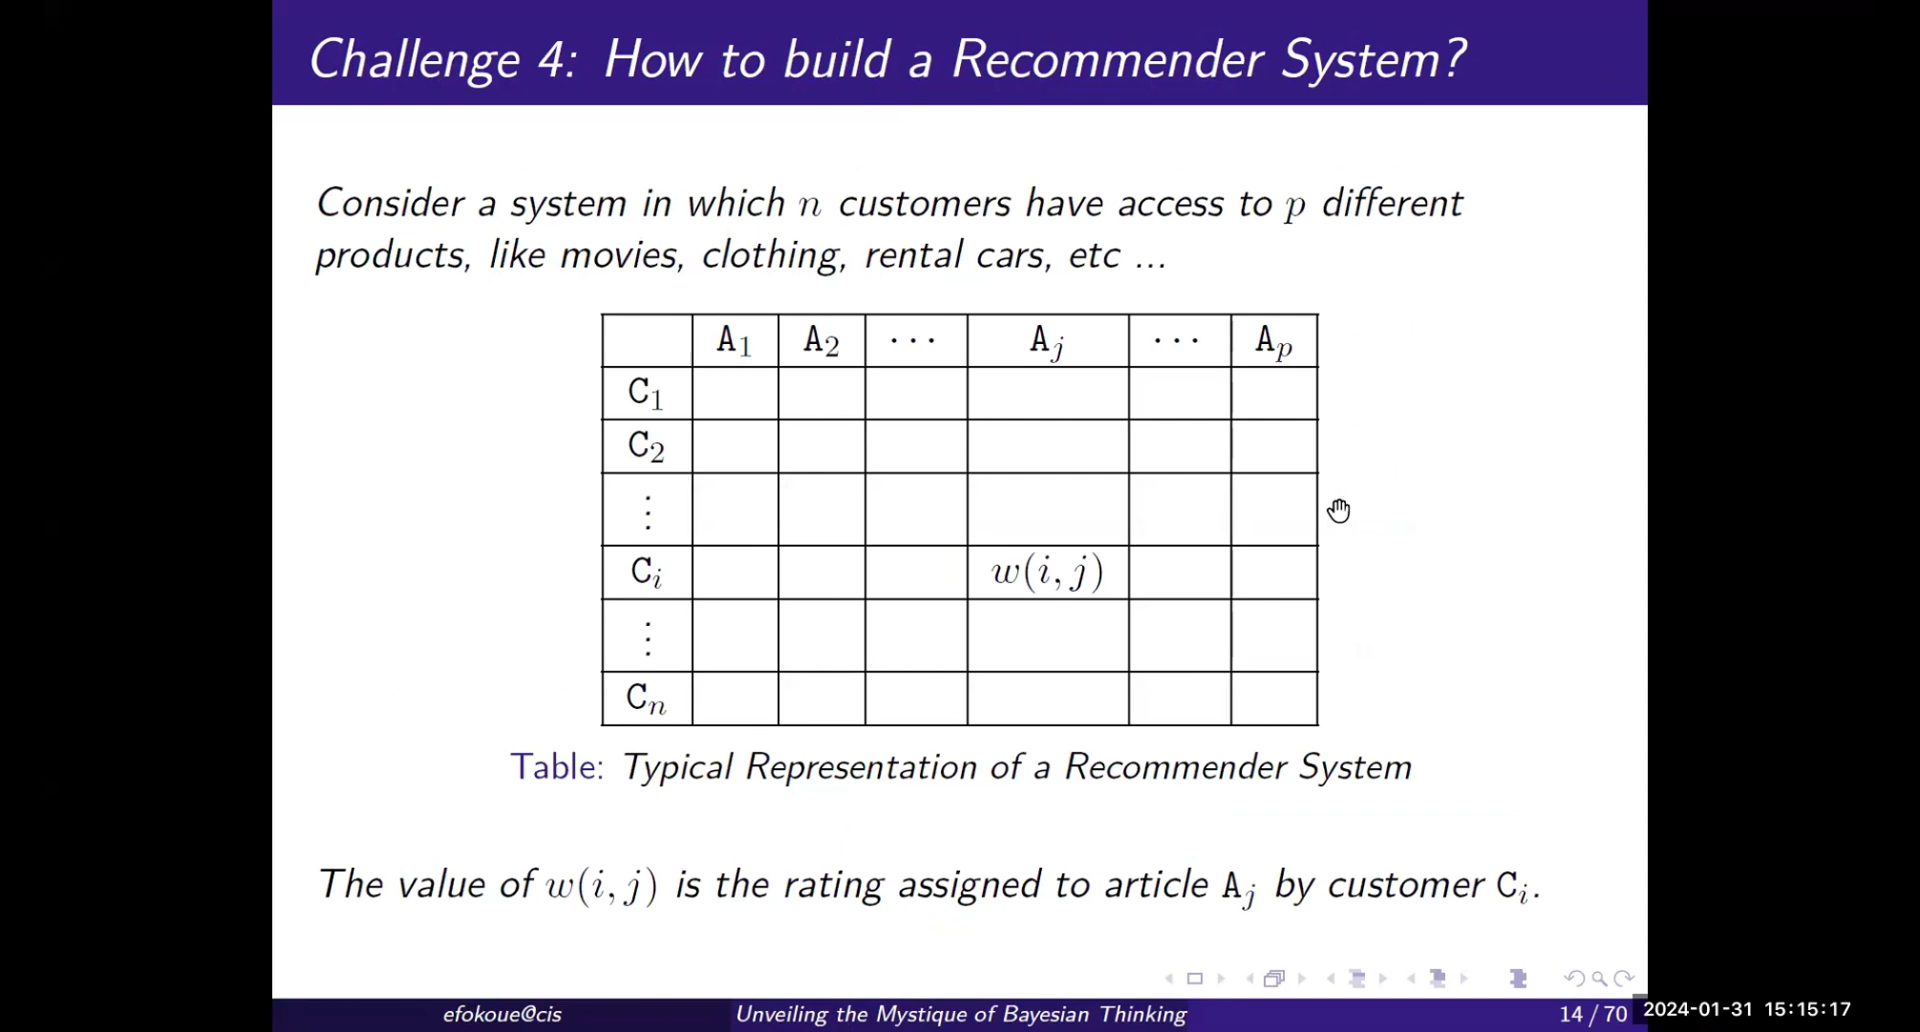 Challenge 4: How to build a Recommender System?
Consider a system in which n customers have access to p different
products, like movies, clothing, rental cars, etc ...
A₁ A₂ ⋯ Aⱼ ⋯ Aₚ
C₁
C₂
⋮
Cᵢ w(i, j)
⋮
Cₙ
Table: Typical Representation of a Recommender System
The value of w(i, j) is the rating assigned to article Aⱼ by customer Cᵢ.
efokoue@cis Unveiling the Mystique of Bayesian Thinking 14 / 70 2024-01-31 15:15:17